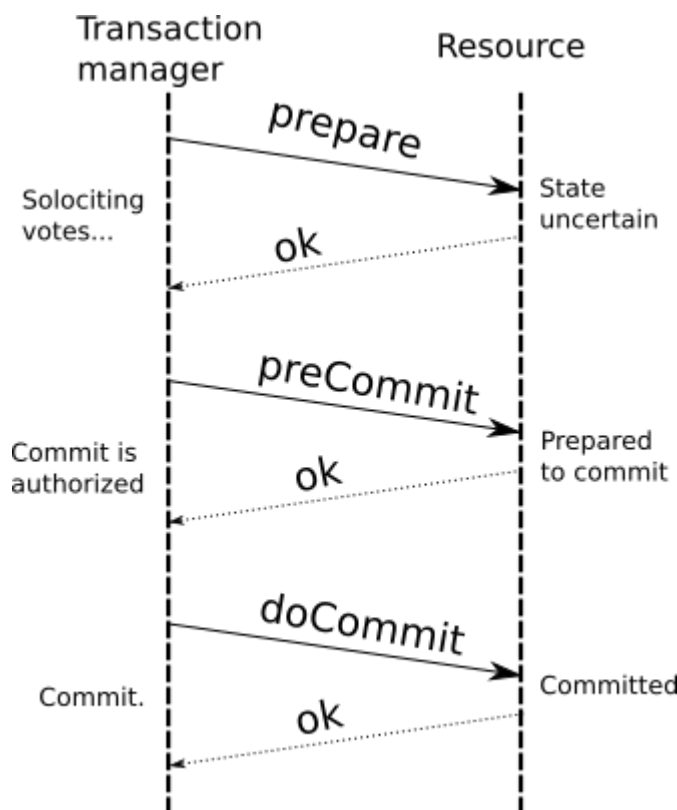 Transaction
manager
Resource
prepare
Solociting
votes...
State
uncertain
ok
preCommit
Commit is
authorized
Prepared
to commit
ok
doCommit
Commit.
Committed
ok